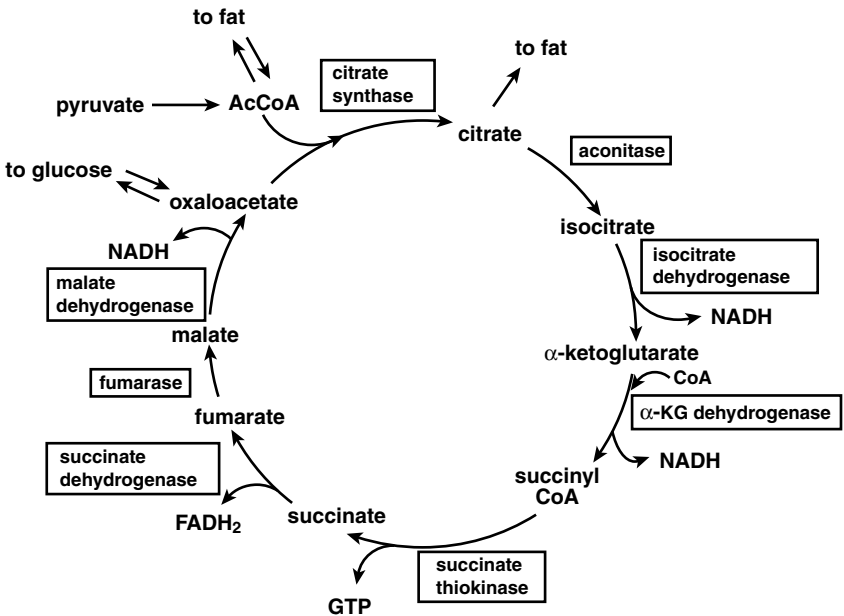 to fat
to fat
citrate
synthase
pyruvate
AcCoA
citrate
aconitase
to glucose
oxaloacetate
isocitrate
NADH
isocitrate
dehydrogenase
malate
dehydrogenase
NADH
malate
α-ketoglutarate
CoA
fumarase
α-KG dehydrogenase
fumarate
NADH
succinate
dehydrogenase
succinyl
CoA
FADH₂
succinate
succinate
thiokinase
GTP